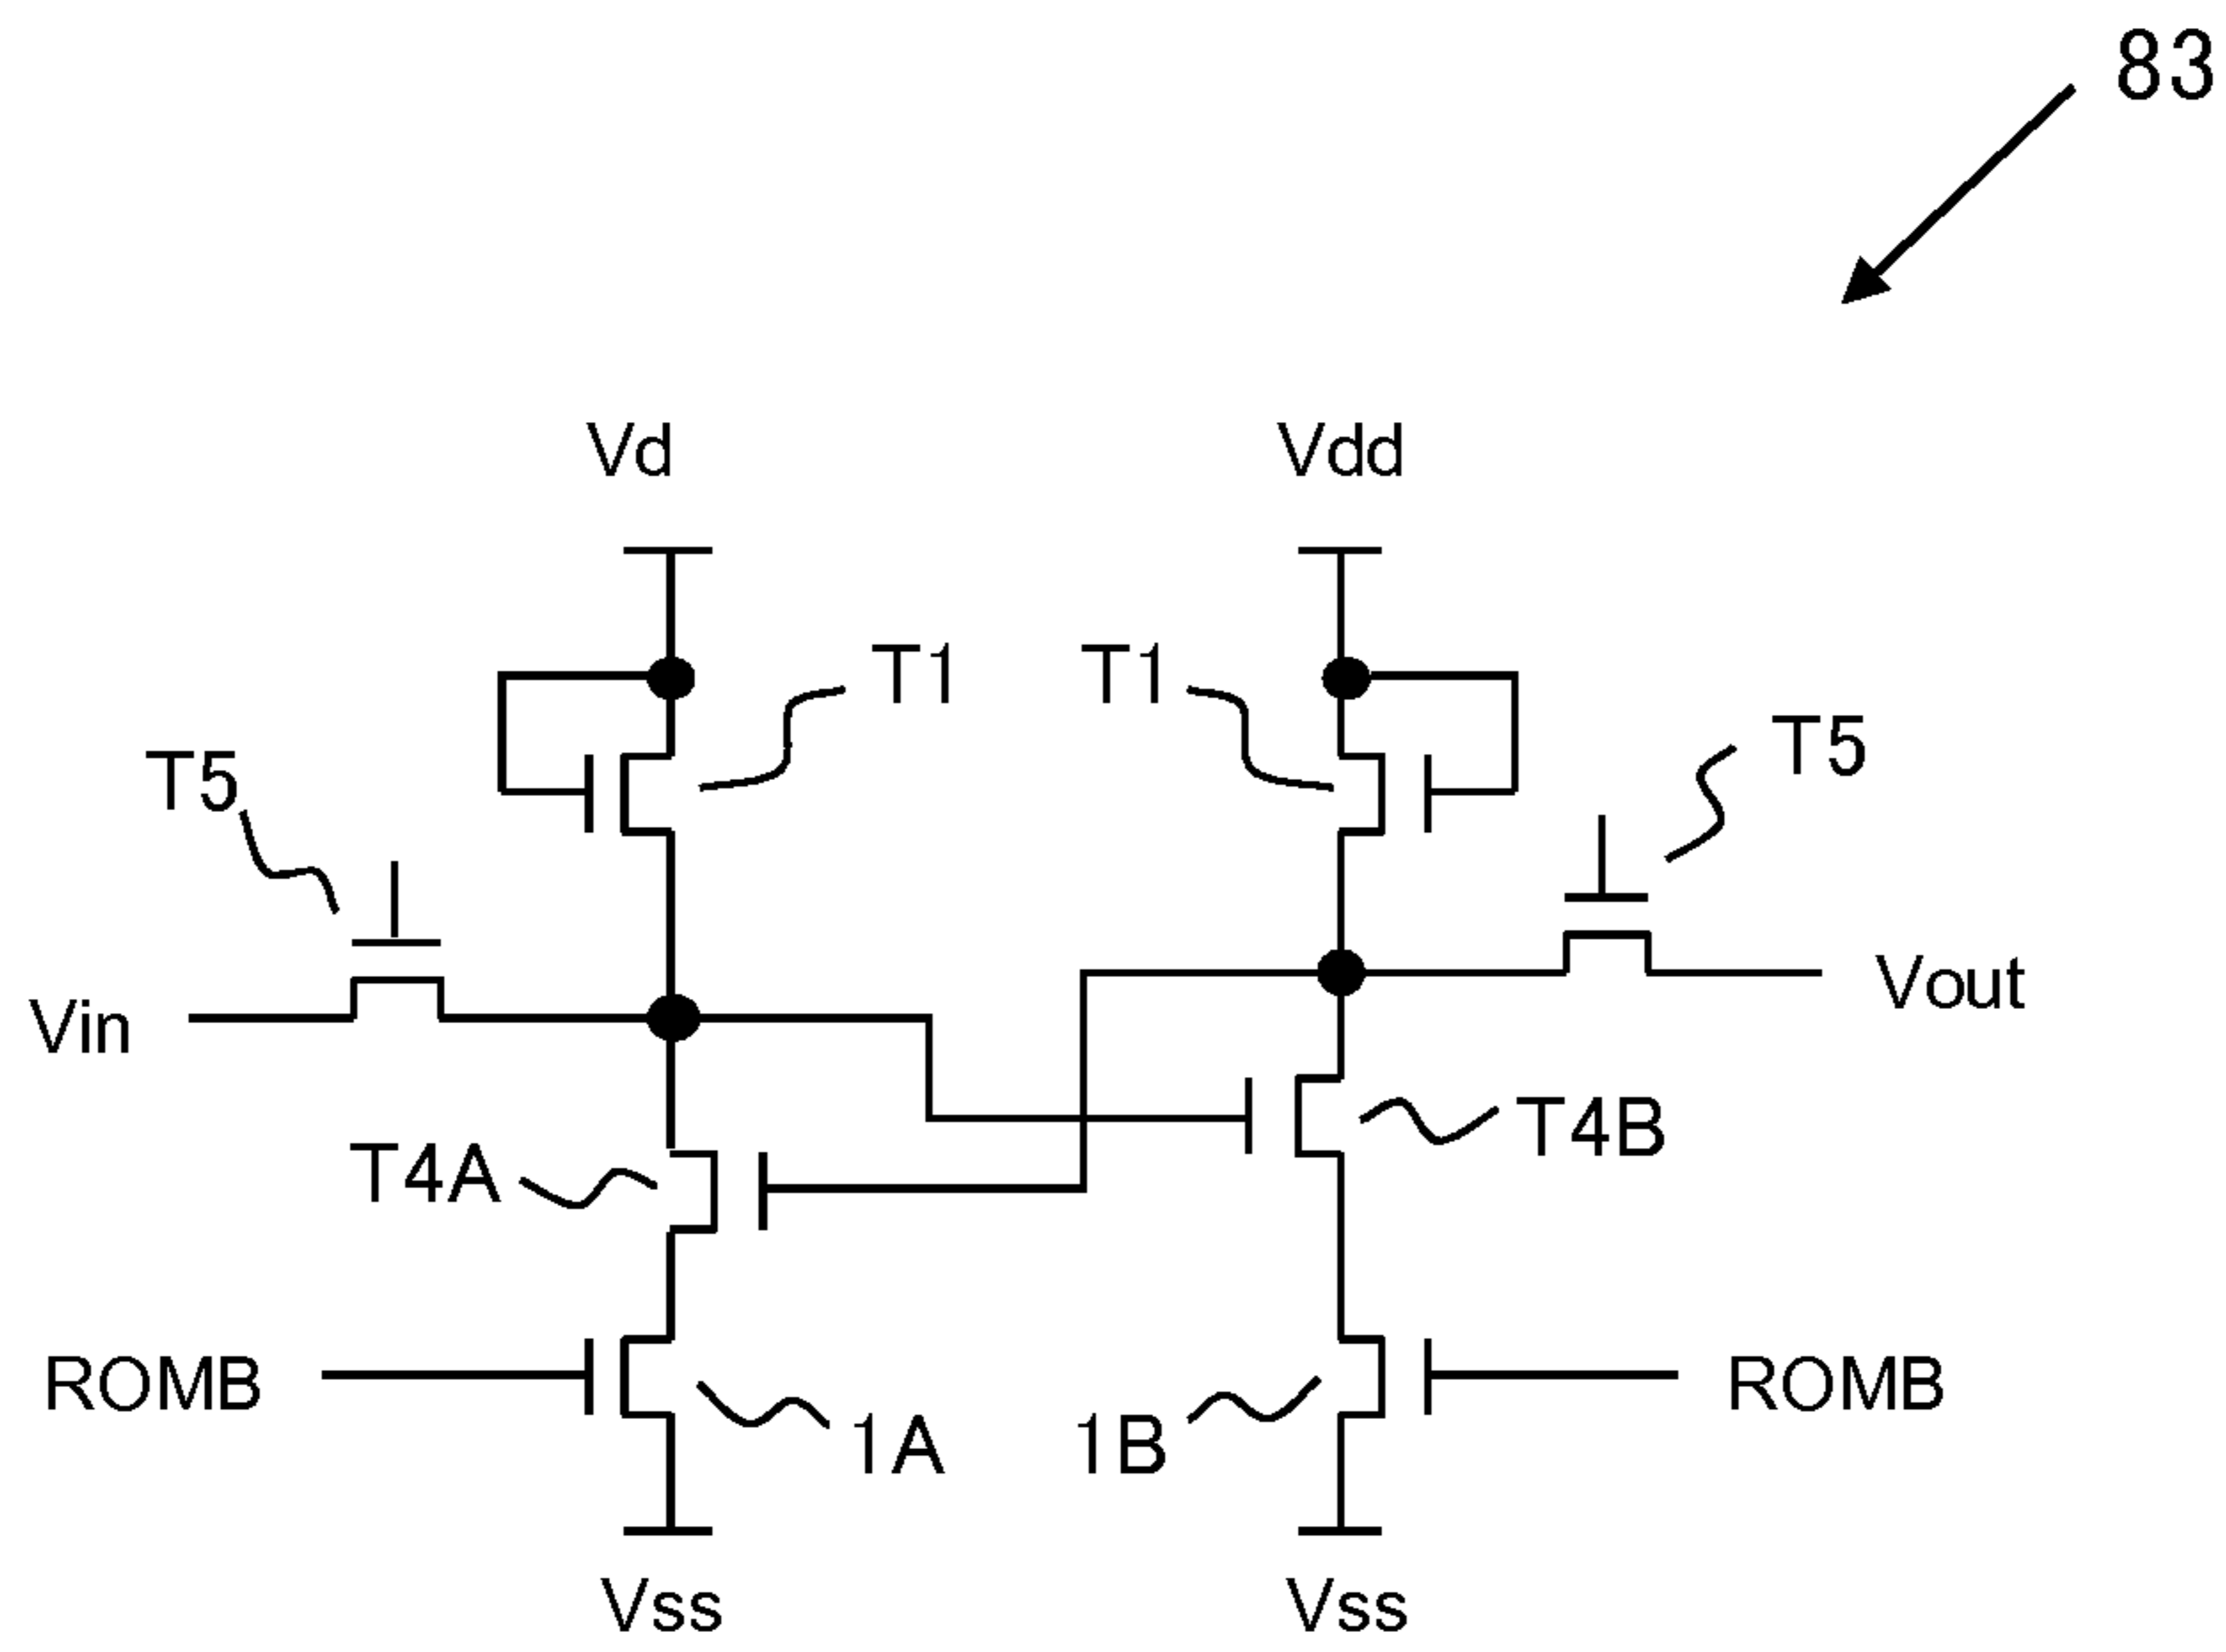 83
Vd
Vdd
T1
T1
T5
T5
Vin
Vout
T4A
T4B
ROMB
ROMB
1A
1B
Vss
Vss